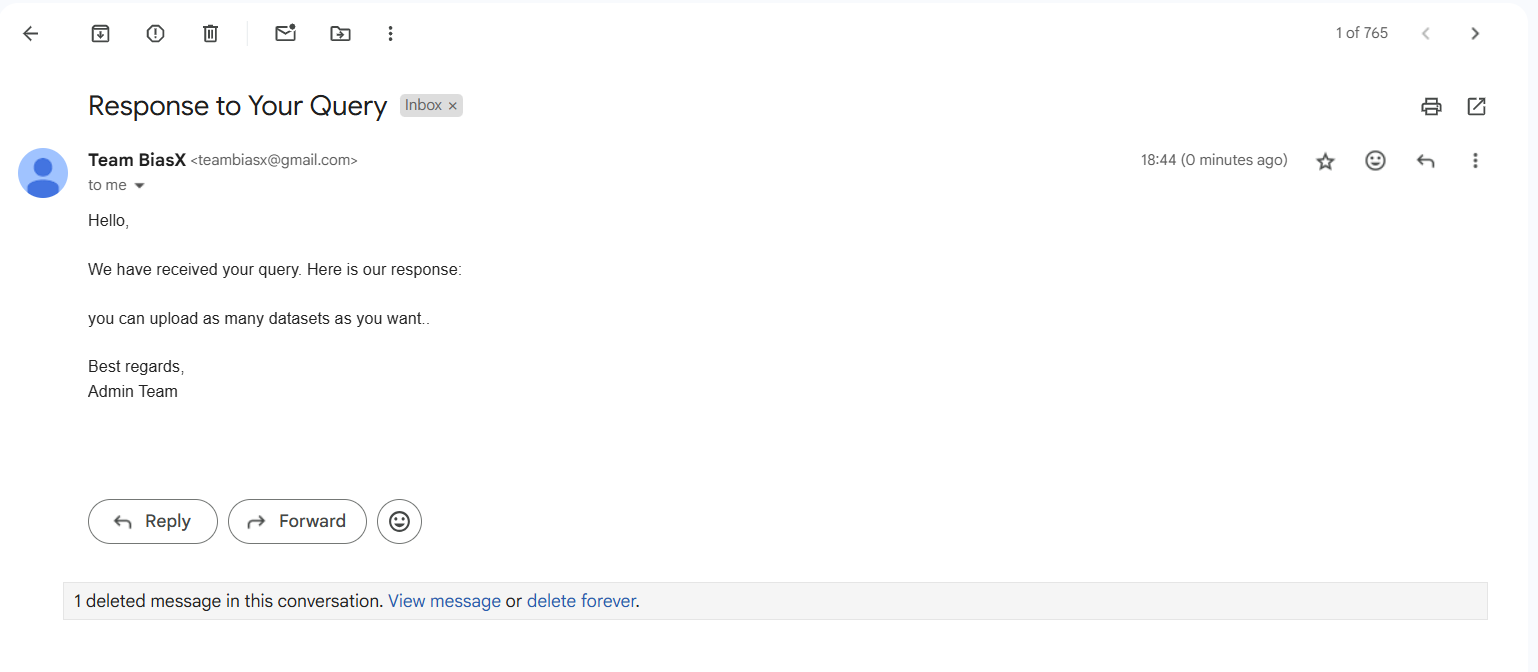 1 of 765
Response to Your Query Inbox ×
Team BiasX <teambiasx@gmail.com> 18:44 (0 minutes ago)
to me
Hello,
We have received your query. Here is our response:
you can upload as many datasets as you want..
Best regards,
Admin Team
Reply Forward
1 deleted message in this conversation. View message or delete forever.